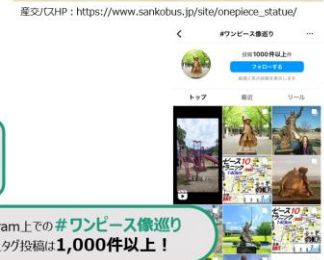 産交バスHP：https://www.sankobus.jp/site/onepiece_statue/
#ワンピース像巡り
投稿1000件以上
フォローする
トップ
最近
リール
ram上での#ワンピース像巡り
タグ投稿は1,000件以上！